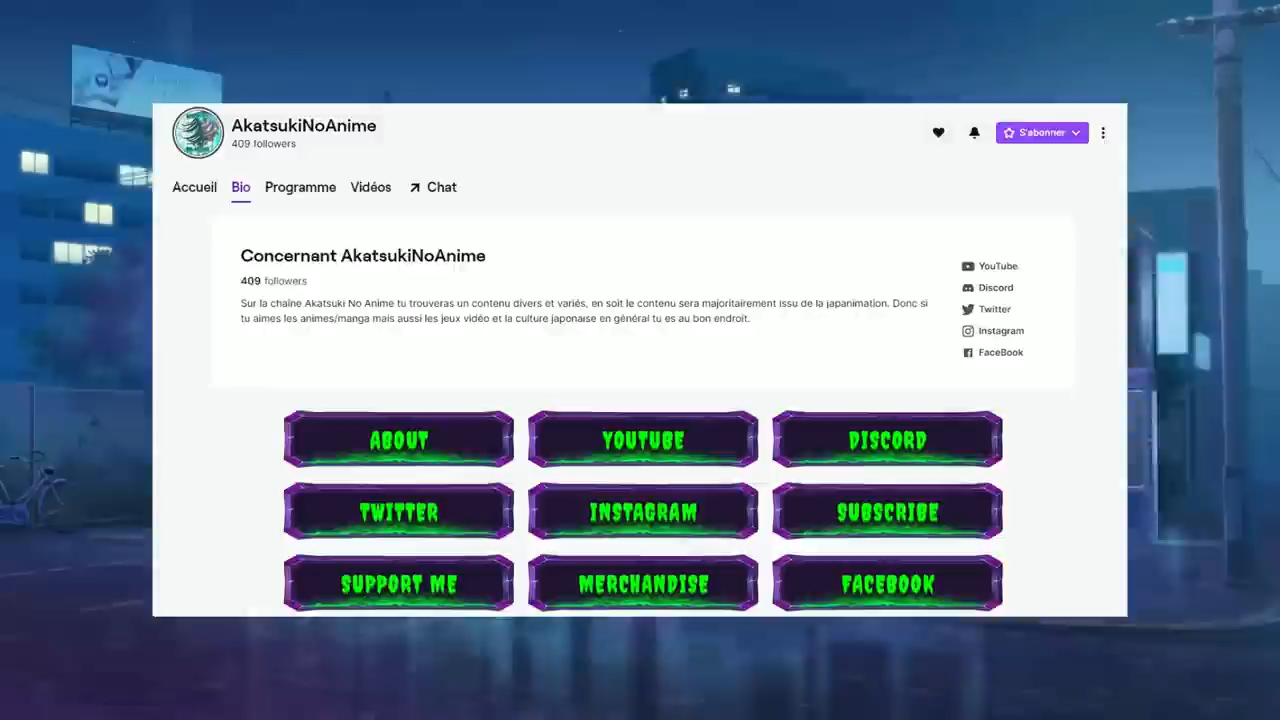 AkatsukiNoAnime
409 followers
S'abonner
Accueil Bio Programme Vidéos Chat
Concernant AkatsukiNoAnime
409 followers
Sur la chaîne Akatsuki No Anime tu trouveras un contenu divers et variés, en soit le contenu sera majoritairement issu de la japanimation. Donc si
tu aimes les animes/manga mais aussi les jeux vidéo et la culture japonaise en général tu es au bon endroit.
YouTube
Discord
Twitter
Instagram
FaceBook
ABOUT YOUTUBE DISCORD
TWITTER INSTAGRAM SUBSCRIBE
SUPPORT ME MERCHANDISE FACEBOOK